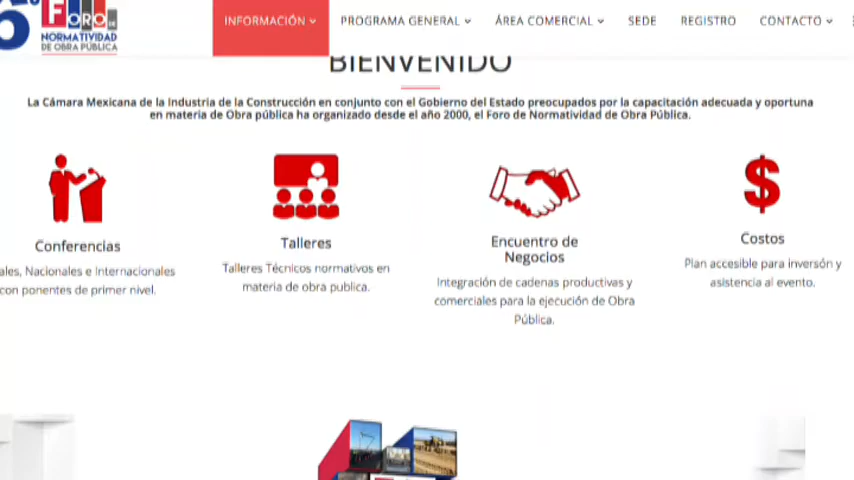 6°
FORO DE
NORMATIVIDAD
DE OBRA PÚBLICA
INFORMACIÓN
PROGRAMA GENERAL
ÁREA COMERCIAL
SEDE
REGISTRO
CONTACTO
BIENVENIDO
La Cámara Mexicana de la Industria de la Construcción en conjunto con el Gobierno del Estado preocupados por la capacitación adecuada y oportuna
en materia de Obra pública ha organizado desde el año 2000, el Foro de Normatividad de Obra Pública.
Conferencias
ales, Nacionales e Internacionales
con ponentes de primer nivel.
Talleres
Talleres Técnicos normativos en
materia de obra publica.
Encuentro de
Negocios
Integración de cadenas productivas y
comerciales para la ejecución de Obra
Pública.
$
Costos
Plan accesible para inversón y
asistencia al evento.